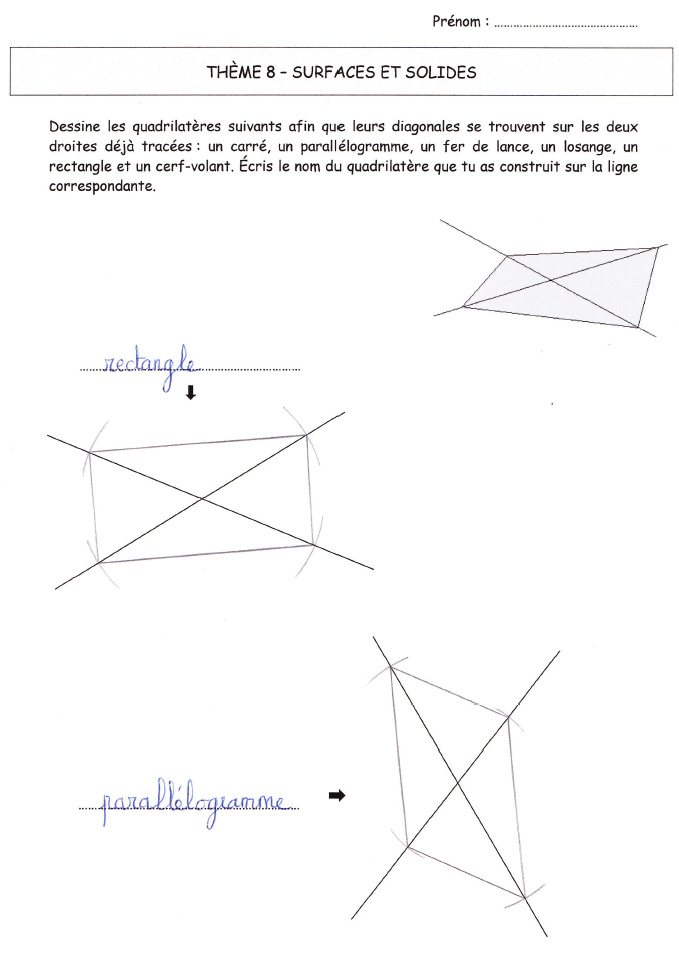 Prénom : ............................................
THÈME 8 – SURFACES ET SOLIDES
Dessine les quadrilatères suivants afin que leurs diagonales se trouvent sur les deux
droites déjà tracées : un carré, un parallélogramme, un fer de lance, un losange, un
rectangle et un cerf-volant. Écris le nom du quadrilatère que tu as construit sur la ligne
correspondante.
rectangle
parallélogramme